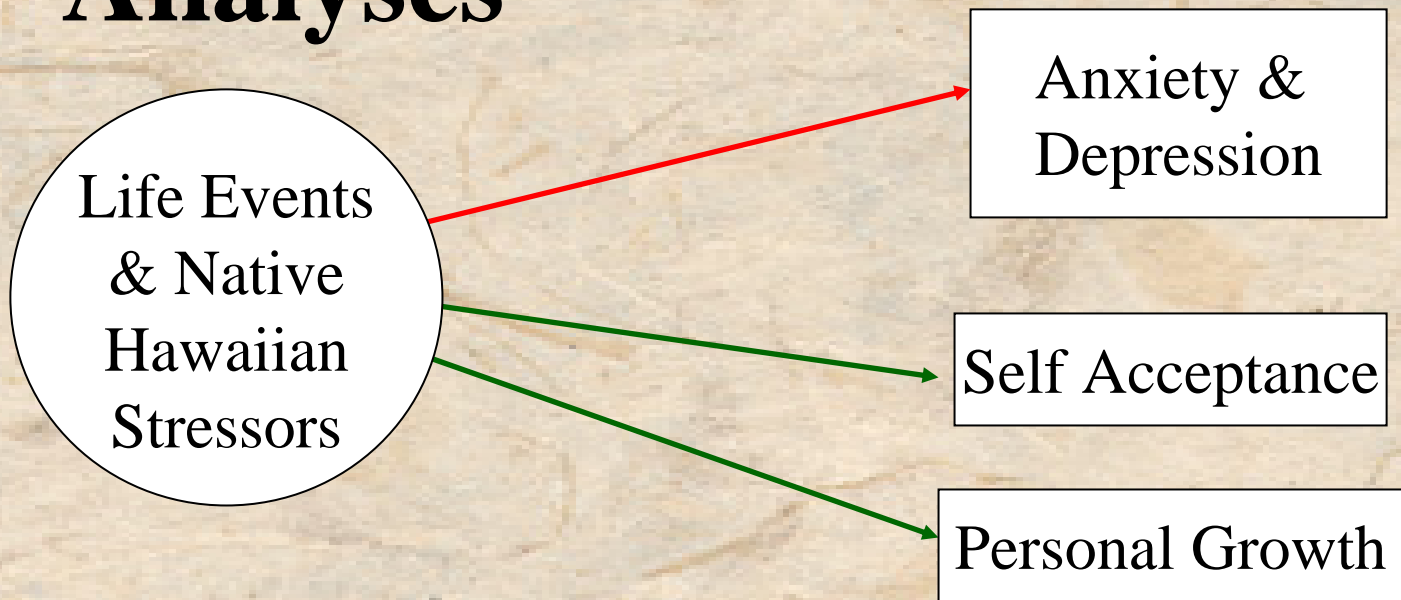 Analyses
Life Events
& Native
Hawaiian
Stressors
Anxiety &
Depression
Self Acceptance
Personal Growth